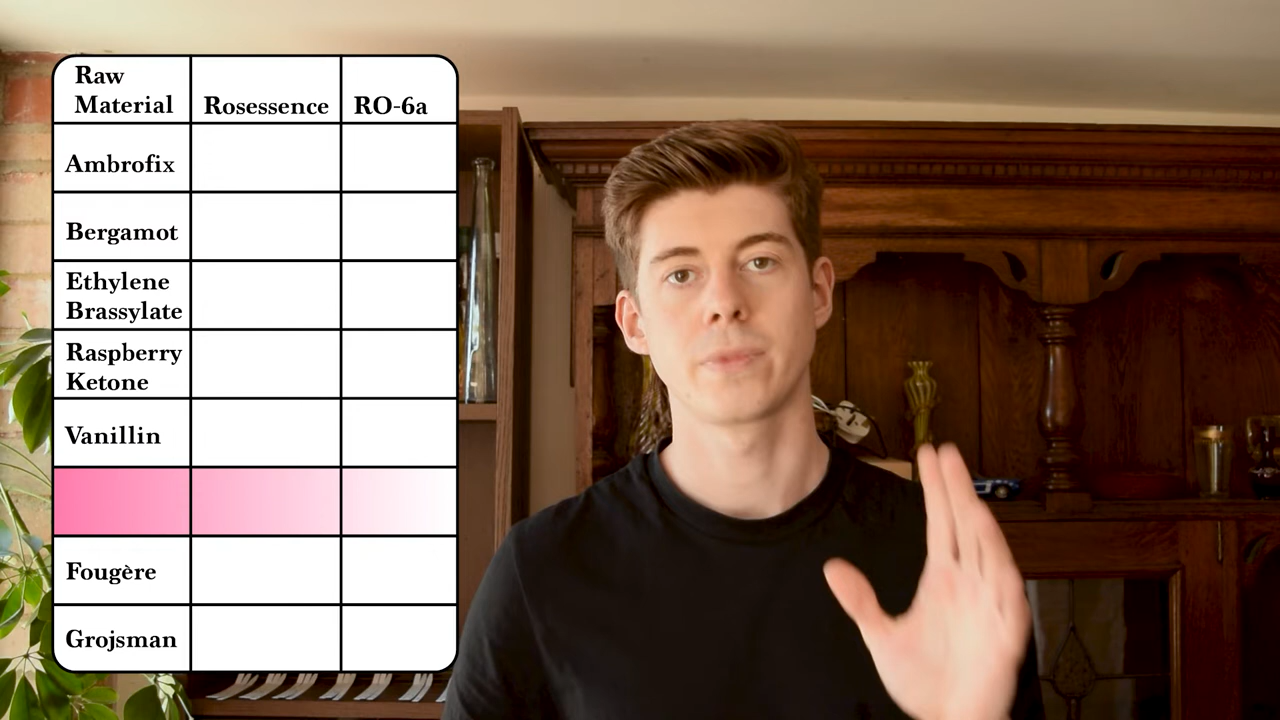 Raw
Material
Rosessence
RO-6a
Ambrofix
Bergamot
Ethylene
Brassylate
Raspberry
Ketone
Vanillin
Fougère
Grojsman